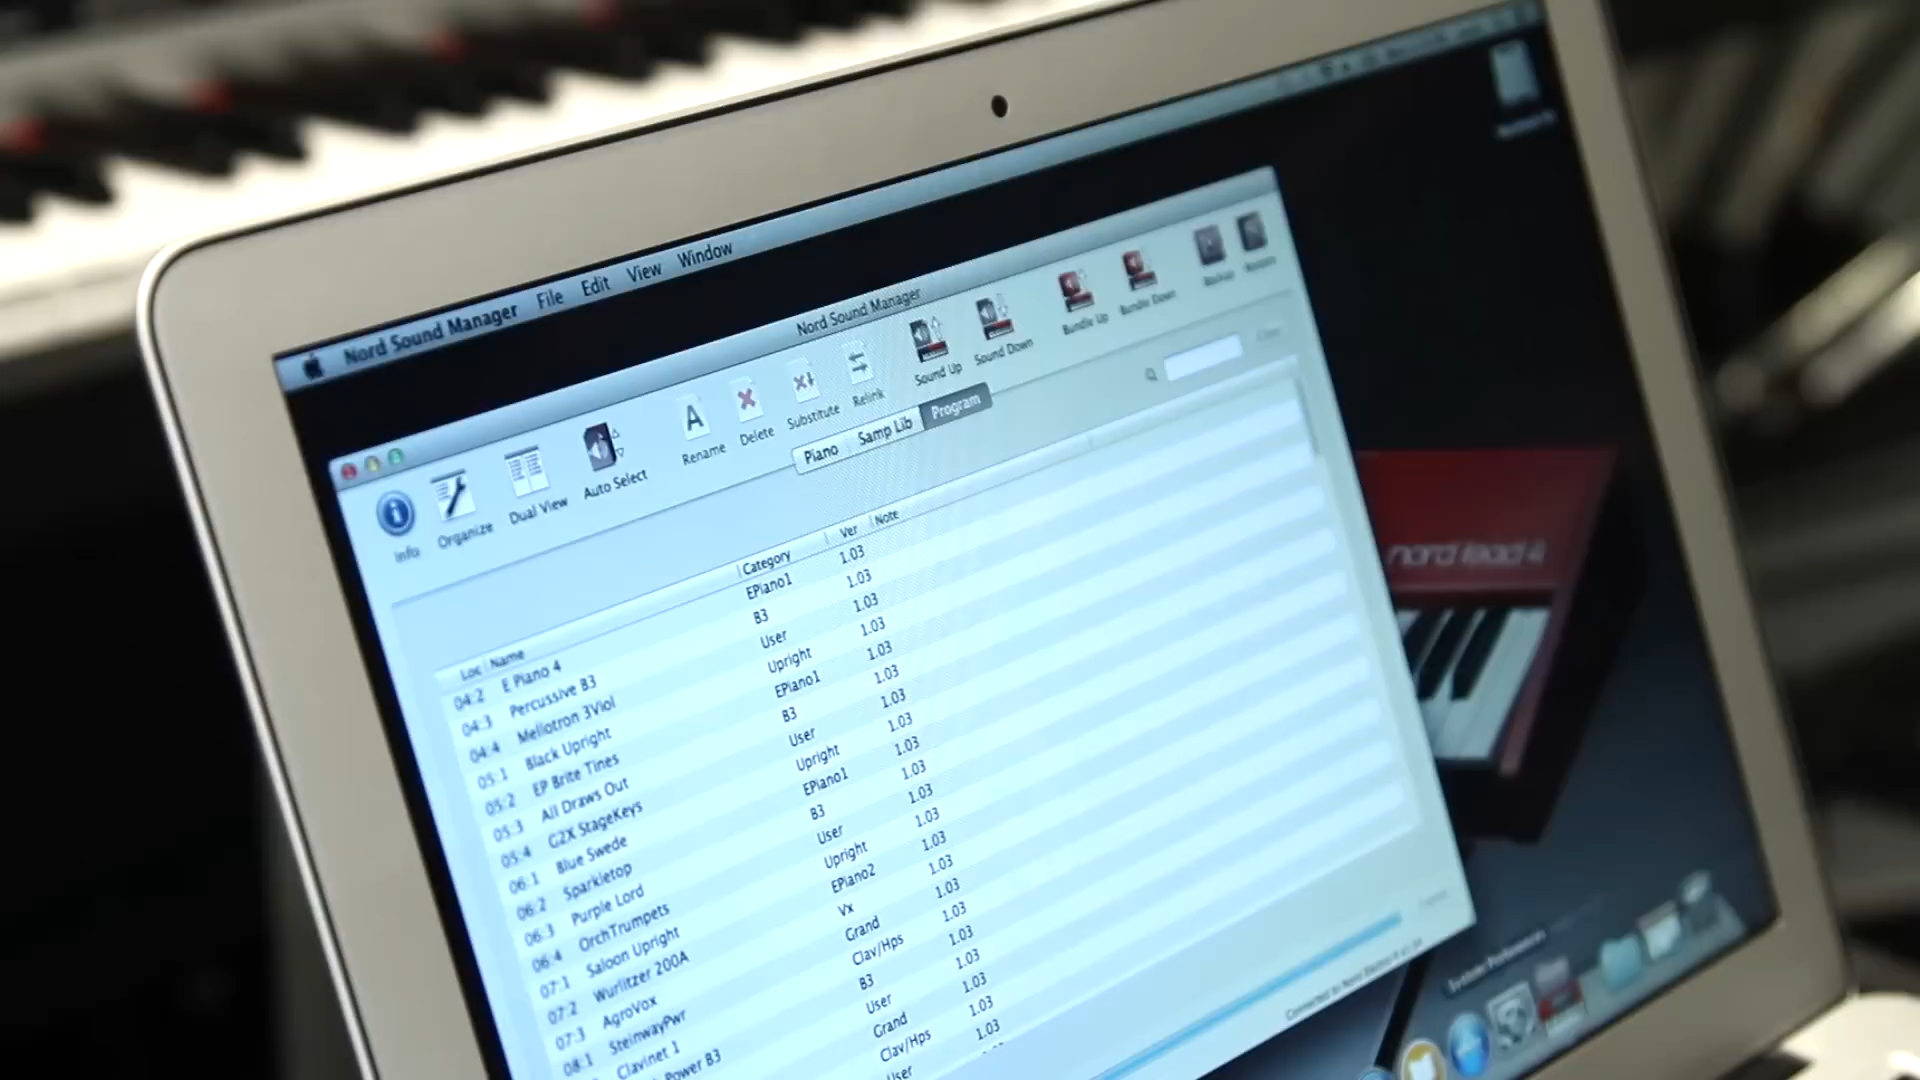 Nord Sound Manager File Edit View Window
Nord Sound Manager
Info Organize Dual View Auto Select Rename Delete Substitute Relink Sound Up Sound Down Bundle Up Bundle Down
Piano Samp Lib Program
Loc Name Category Ver Note
04:2 E Piano 4 EPiano1 1.03
04:3 Percussive B3 B3 1.03
04:4 Mellotron 3Viol User 1.03
05:1 Black Upright Upright 1.03
05:2 EP Brite Tines EPiano1 1.03
05:3 All Draws Out B3 1.03
05:4 G2X StageKeys User 1.03
06:1 Blue Swede Upright 1.03
06:2 Sparkletop EPiano1 1.03
06:3 Purple Lord B3 1.03
06:4 OrchTrumpets User 1.03
07:1 Saloon Upright Upright 1.03
07:2 Wurlitzer 200A EPiano2 1.03
07:3 AgroVox Vx 1.03
08:1 SteinwayPwr Grand 1.03
Clavinet 1 Clav/Hps 1.03
Power B3 B3 1.03
User 1.03
Grand 1.03
Clav/Hps 1.03
User
nord lead 4